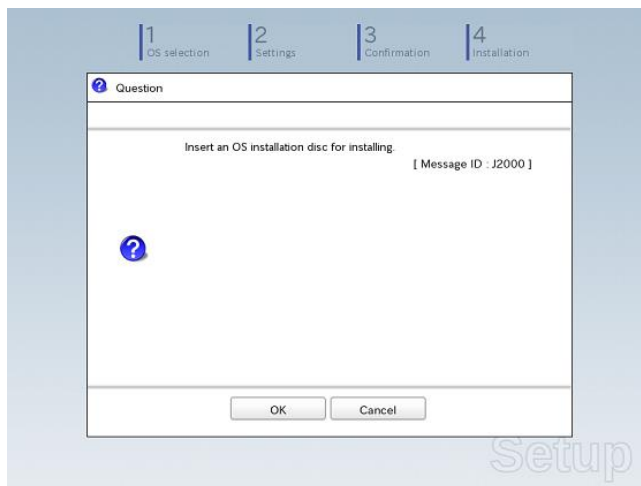 1
OS selection
2
Settings
3
Confirmation
4
Installation
Question
Insert an OS installation disc for installing.
[ Message ID : J2000 ]
OK
Cancel
Setup